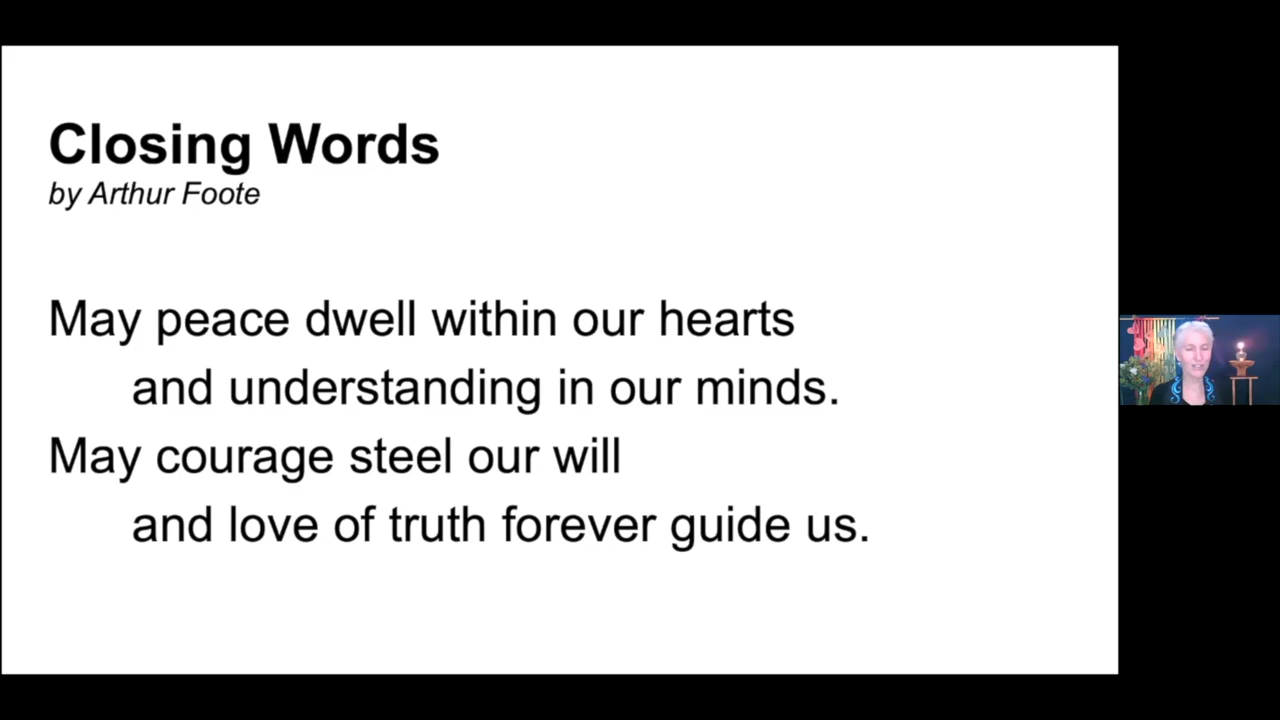 Closing Words
by Arthur Foote
May peace dwell within our hearts
and understanding in our minds.
May courage steel our will
and love of truth forever guide us.